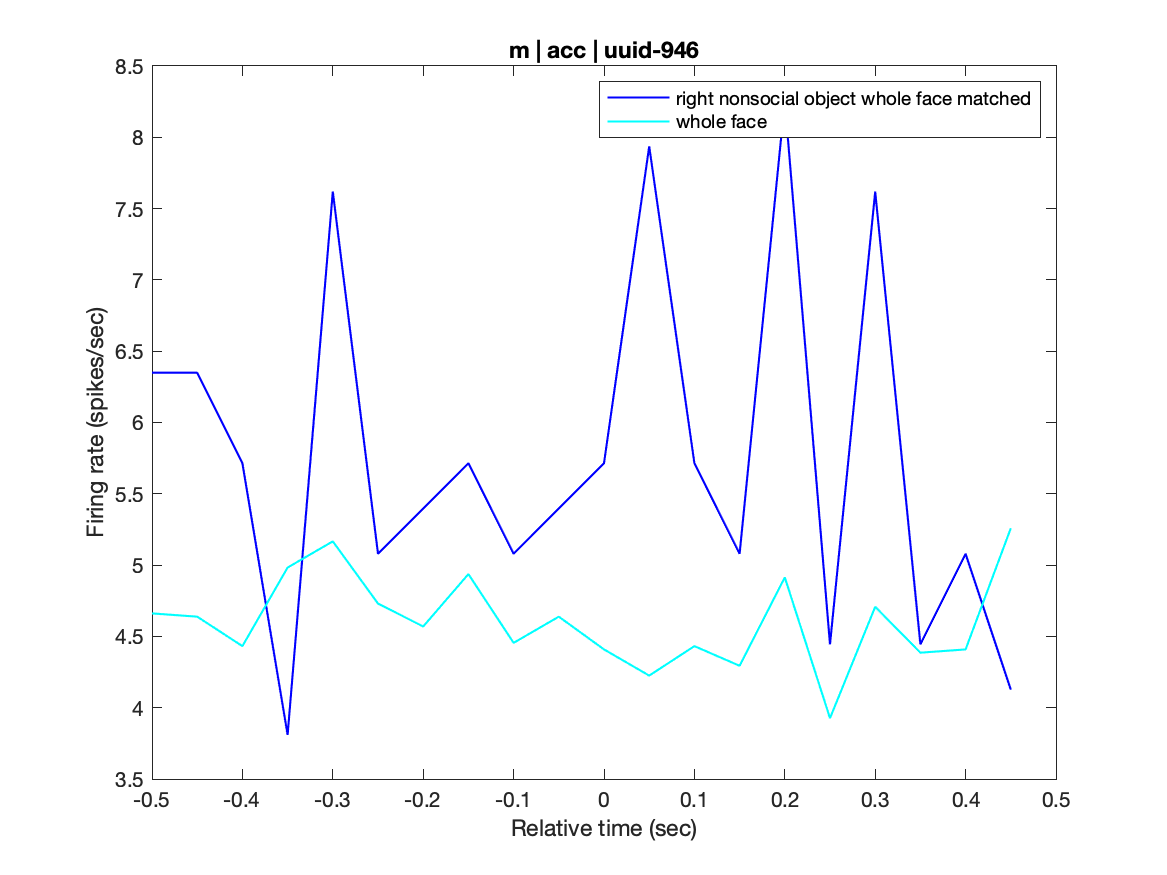 m | acc | uuid-946
8.5
8
7.5
7
6.5
6
5.5
5
4.5
4
3.5
Firing rate (spikes/sec)
right nonsocial object whole face matched
whole face
-0.5 -0.4 -0.3 -0.2 -0.1 0 0.1 0.2 0.3 0.4 0.5
Relative time (sec)